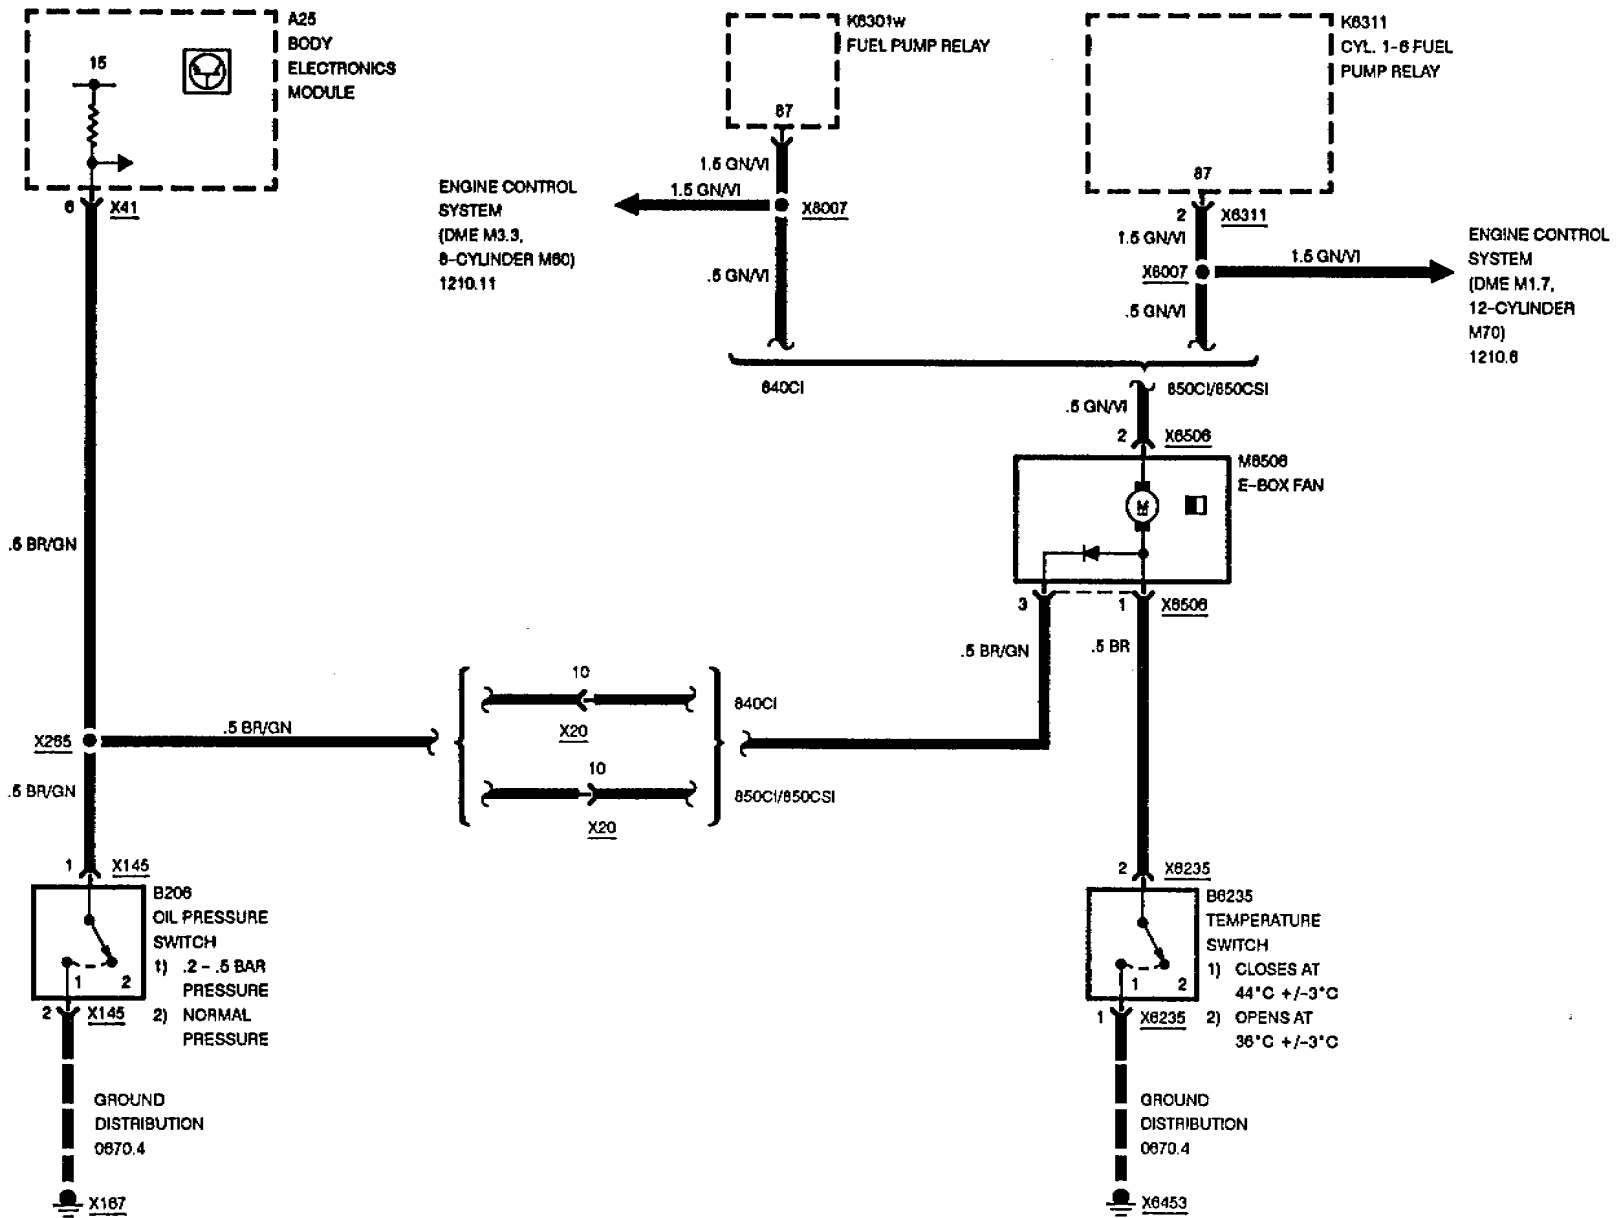 A25
BODY
ELECTRONICS
MODULE
15
6 X41
K6301w
FUEL PUMP RELAY
87
1.5 GN/VI
1.5 GN/VI
X8007
.5 GN/VI
ENGINE CONTROL
SYSTEM
(DME M3.3,
8-CYLINDER M60)
1210.11
K6311
CYL. 1-6 FUEL
PUMP RELAY
87
2 X6311
1.5 GN/VI
1.5 GN/VI
X6007
.5 GN/VI
ENGINE CONTROL
SYSTEM
(DME M1.7,
12-CYLINDER
M70)
1210.6
840CI
850CI/850CSI
.5 GN/VI
2 X6506
M6506
E-BOX FAN
M
3 1 X6506
.5 BR/GN
.5 BR/GN
.5 BR
10
840CI
X20
.5 BR/GN
X265
10
850CI/850CSI
X20
.5 BR/GN
1 X145
B206
OIL PRESSURE
SWITCH
1) .2 - .5 BAR
PRESSURE
2) NORMAL
PRESSURE
1 2
2 X145
GROUND
DISTRIBUTION
0670.4
X167
2 X6235
B6235
TEMPERATURE
SWITCH
1) CLOSES AT
44°C +/-3°C
2) OPENS AT
36°C +/-3°C
1 2
1 X6235
GROUND
DISTRIBUTION
0670.4
X6453